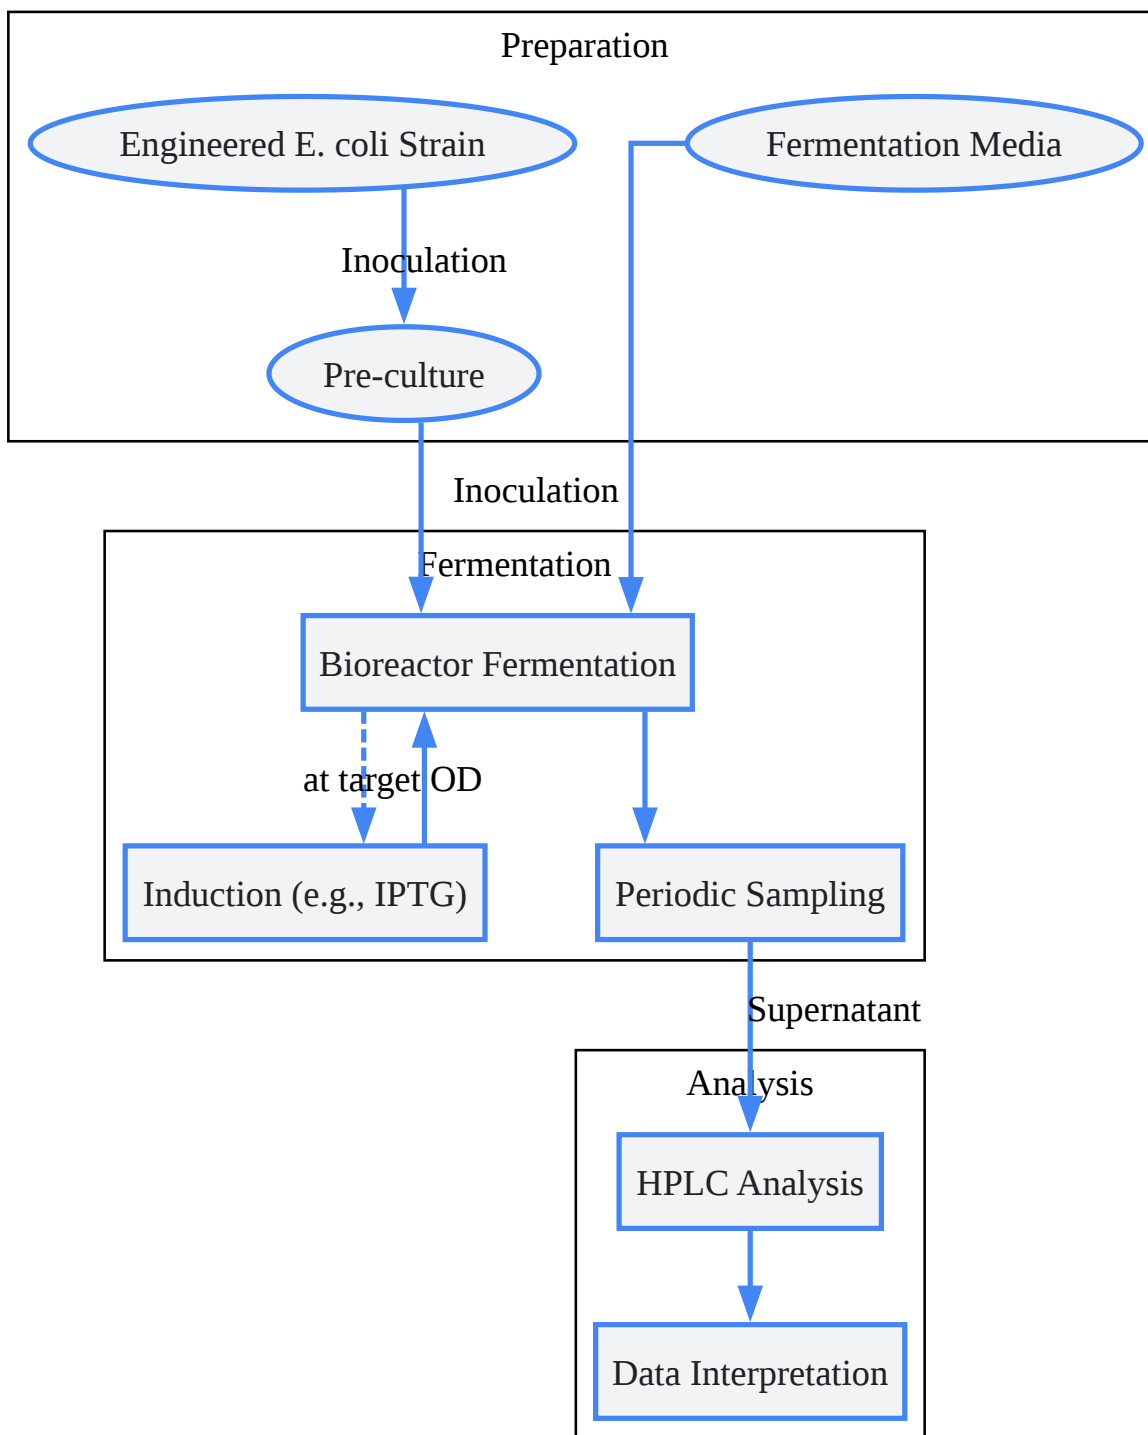 Preparation
Engineered E. coli Strain
Fermentation Media
Inoculation
Pre-culture
Inoculation
Fermentation
Bioreactor Fermentation
at target OD
Induction (e.g., IPTG)
Periodic Sampling
Supernatant
Analysis
HPLC Analysis
Data Interpretation